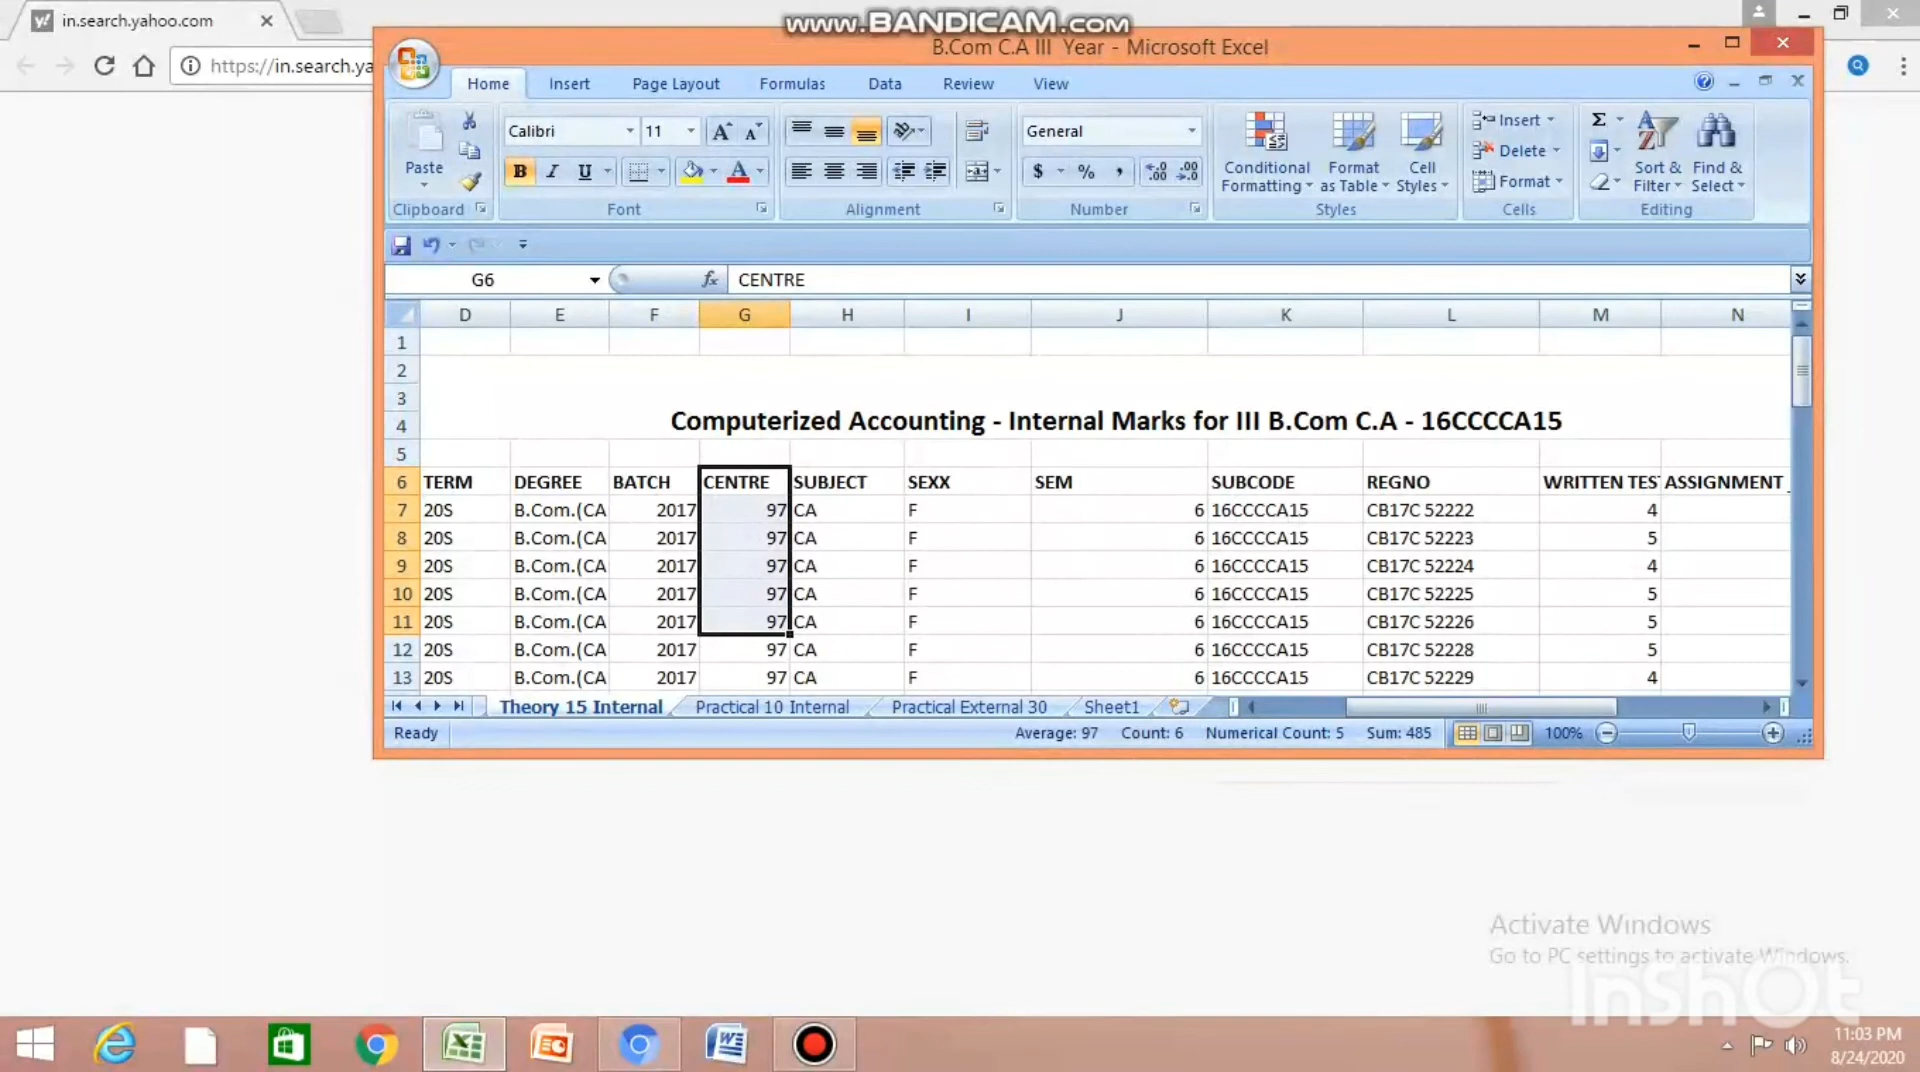 in.search.yahoo.com
www.BANDICAM.com
https://in.search.ya
B.Com C.A III Year - Microsoft Excel
Home Insert Page Layout Formulas Data Review View
Calibri 11 General
Paste
B I U $ % ,
Conditional Formatting Format as Table Cell Styles
Insert
Delete
Format
Sort & Filter Find & Select
Clipboard Font Alignment Number Styles Cells Editing
G6 fx CENTRE
D E F G H I J K L M N
1
2
3
4 Computerized Accounting - Internal Marks for III B.Com C.A - 16CCCCA15
5
6 TERM DEGREE BATCH CENTRE SUBJECT SEXX SEM SUBCODE REGNO WRITTEN TES ASSIGNMENT_
7 20S B.Com.(CA 2017 97 CA F 6 16CCCCA15 CB17C 52222 4
8 20S B.Com.(CA 2017 97 CA F 6 16CCCCA15 CB17C 52223 5
9 20S B.Com.(CA 2017 97 CA F 6 16CCCCA15 CB17C 52224 4
10 20S B.Com.(CA 2017 97 CA F 6 16CCCCA15 CB17C 52225 5
11 20S B.Com.(CA 2017 97 CA F 6 16CCCCA15 CB17C 52226 5
12 20S B.Com.(CA 2017 97 CA F 6 16CCCCA15 CB17C 52228 5
13 20S B.Com.(CA 2017 97 CA F 6 16CCCCA15 CB17C 52229 4
Theory 15 Internal Practical 10 Internal Practical External 30 Sheet1
Ready Average: 97 Count: 6 Numerical Count: 5 Sum: 485 100%
Activate Windows
Go to PC settings to activate Windows.
InShOt
11:03 PM
8/24/2020